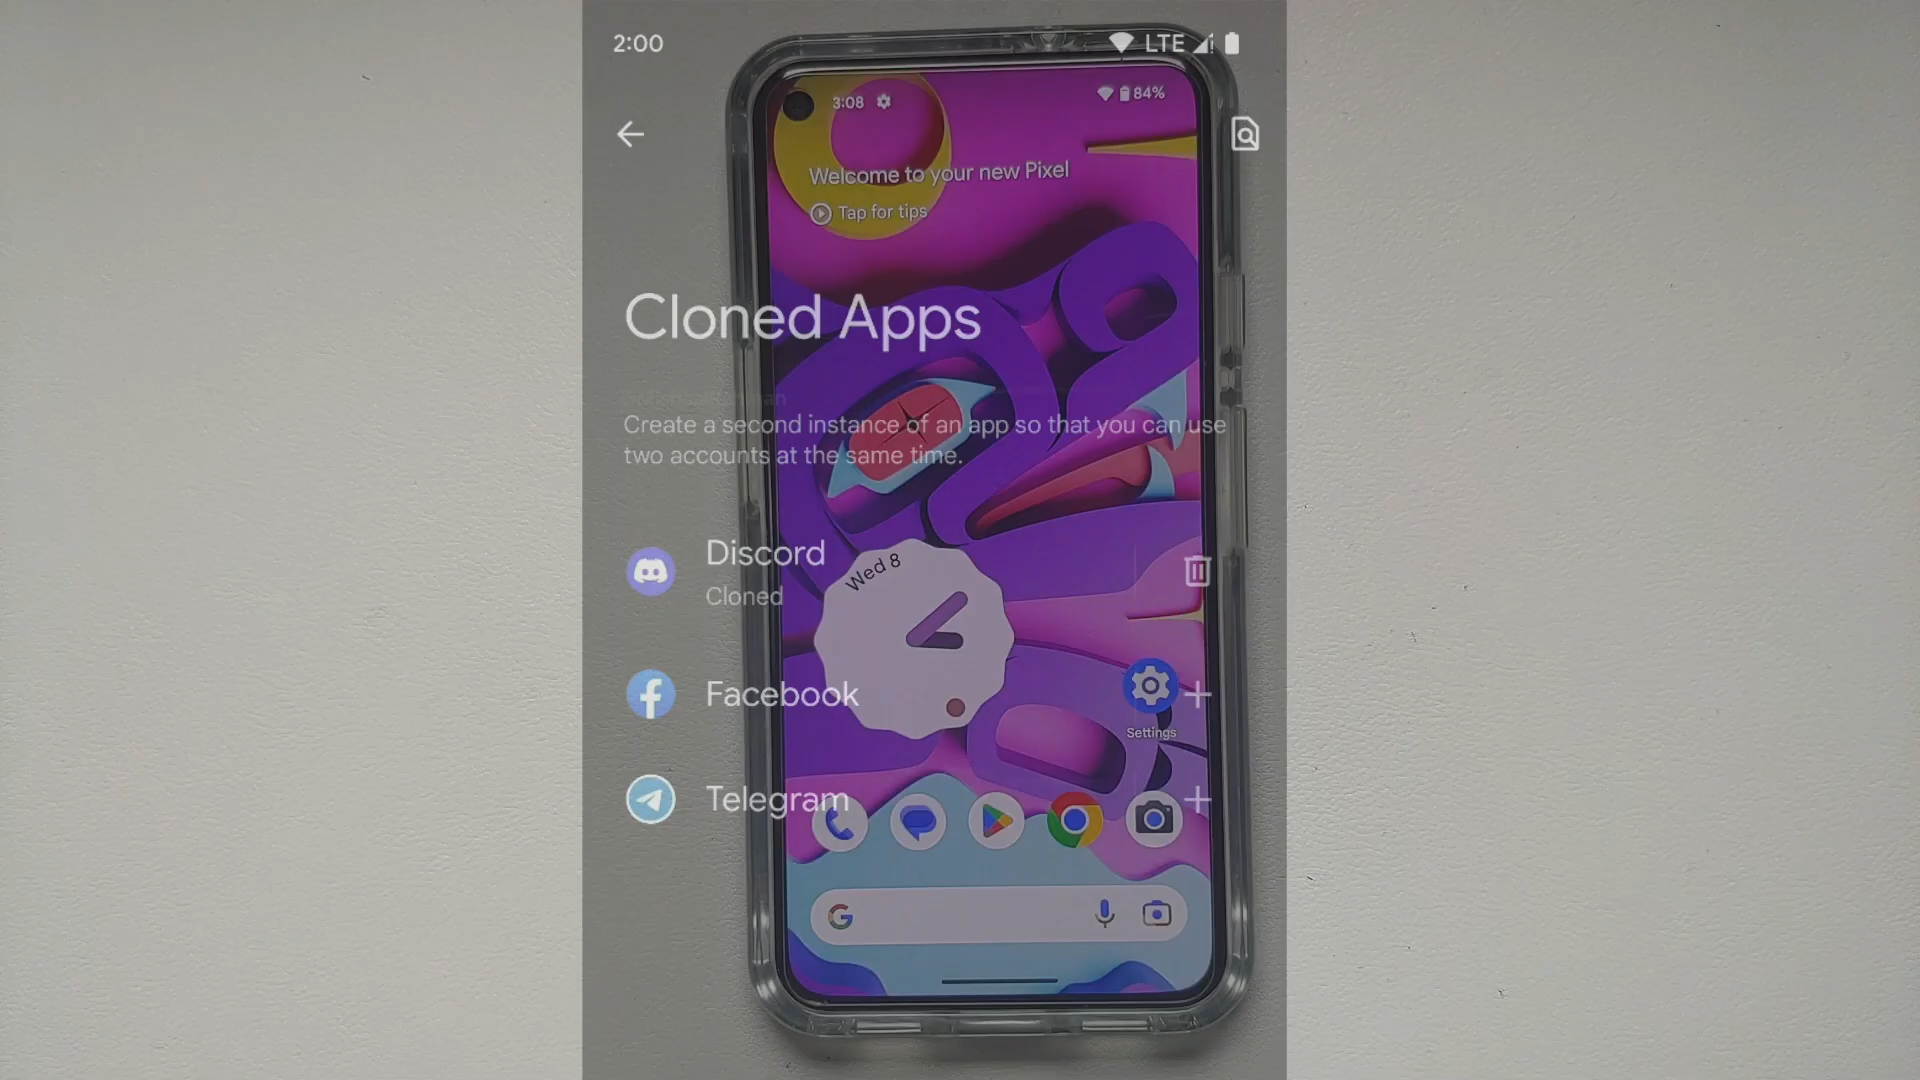 2:00
LTE
3:08
84%
Welcome to your new Pixel
Tap for tips
Cloned Apps
Create a second instance of an app so that you can use
two accounts at the same time.
Discord
Cloned
Wed 8
Facebook
Settings
Telegram